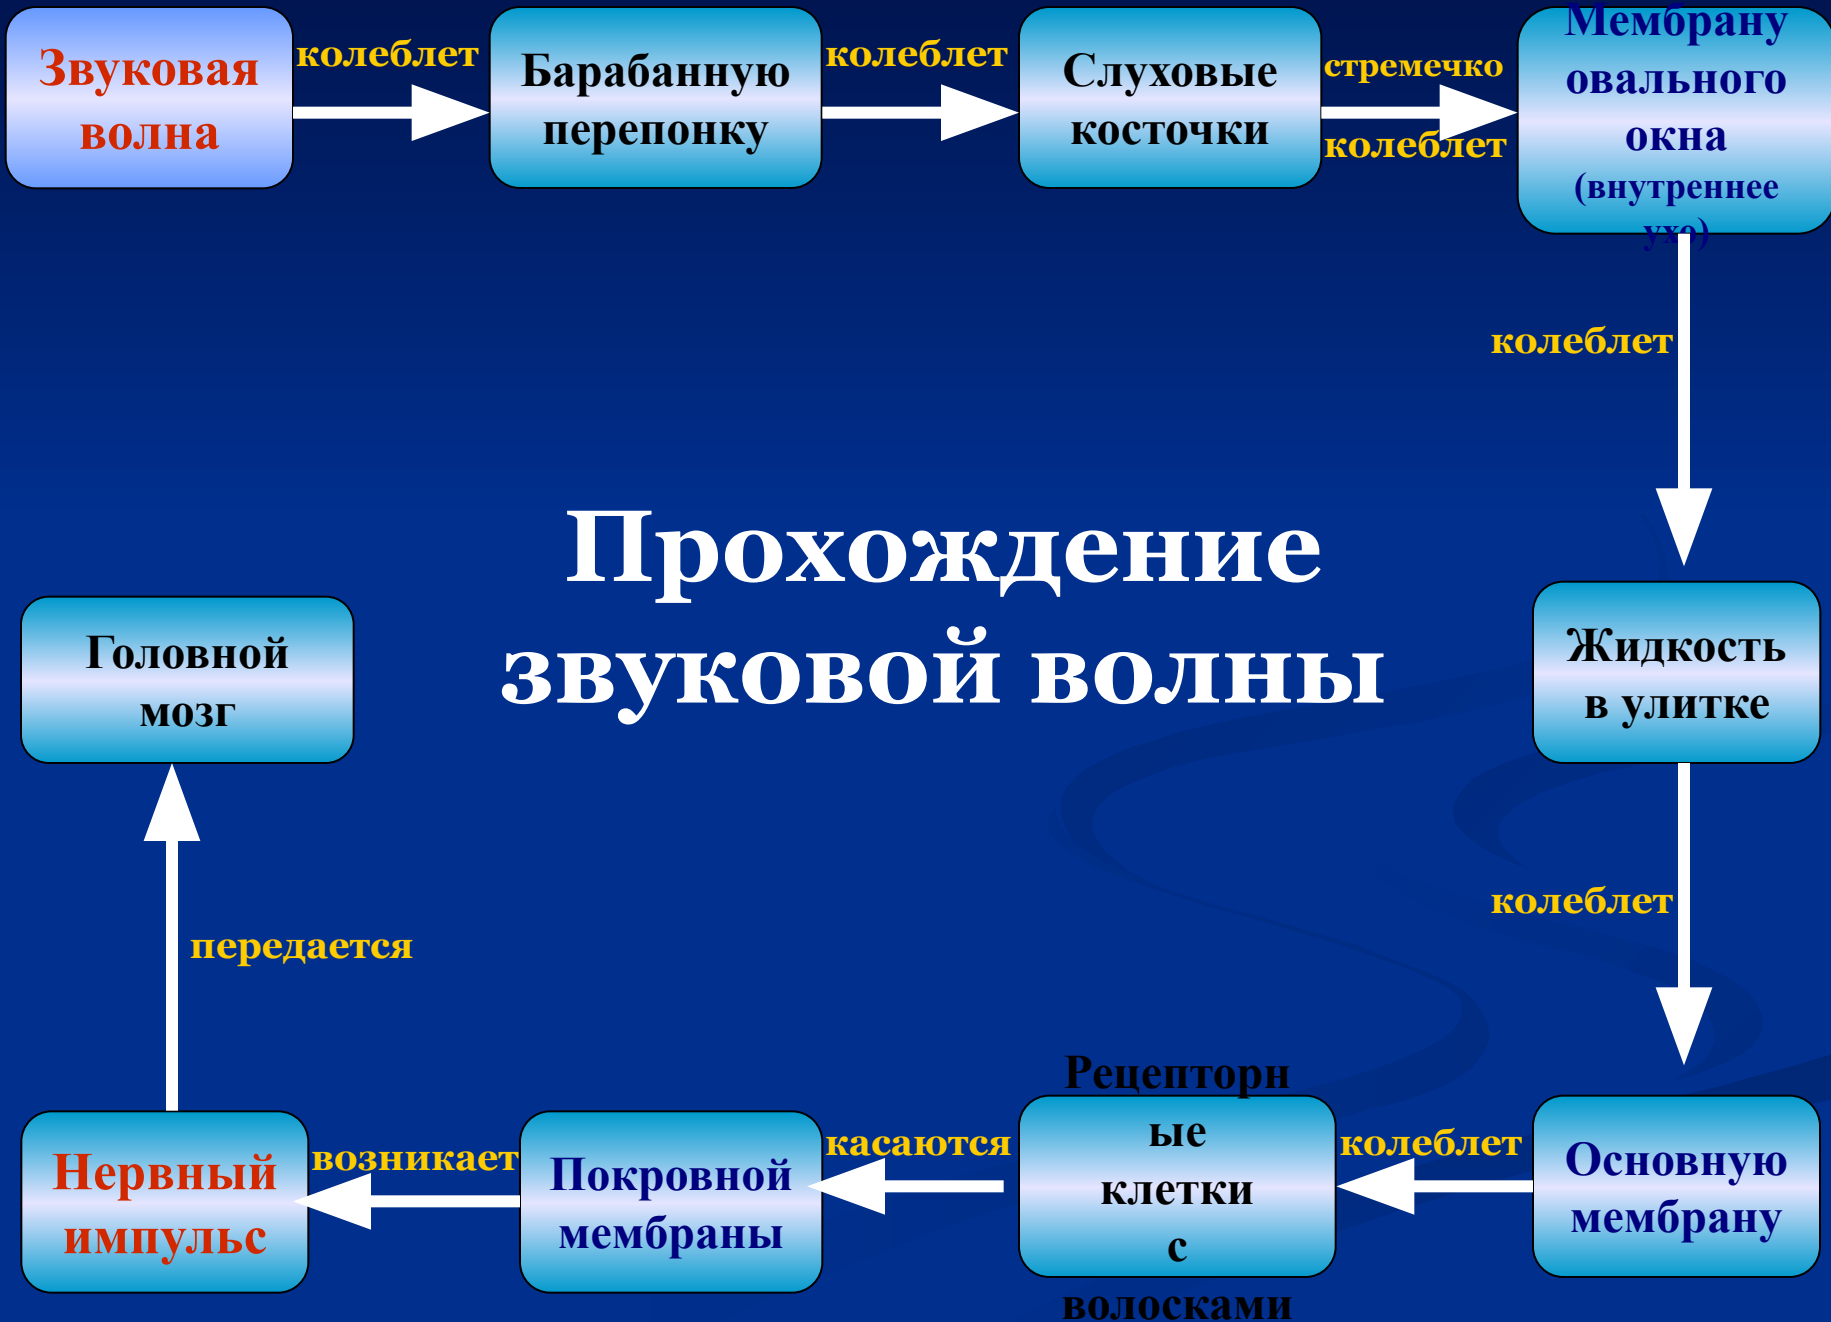 Звуковая
волна
колеблет
Барабанную
перепонку
колеблет
Слуховые
косточки
стремечко
колеблет
Мембрану
овального
окна
(внутреннее
ухо)
колеблет
Прохождение
звуковой волны
Жидкость
в улитке
колеблет
Основную
мембрану
колеблет
Рецепторн
ые
клетки
с
волосками
касаются
Покровной
мембраны
возникает
Нервный
импульс
передается
Головной
мозг